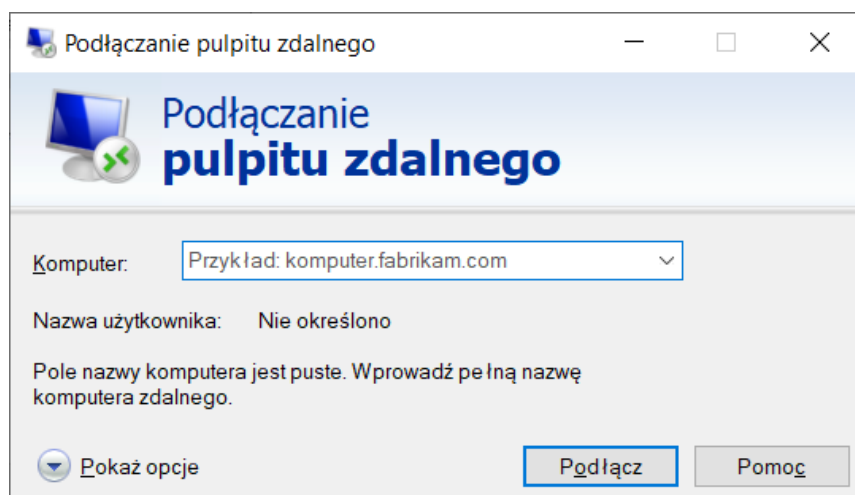 Podłączanie pulpitu zdalnego
Podłączanie
pulpitu zdalnego
Komputer: Przykład: komputer.fabrikam.com
Nazwa użytkownika: Nie określono
Pole nazwy komputera jest puste. Wprowadź pełną nazwę
komputera zdalnego.
Pokaż opcje Podłącz Pomoc